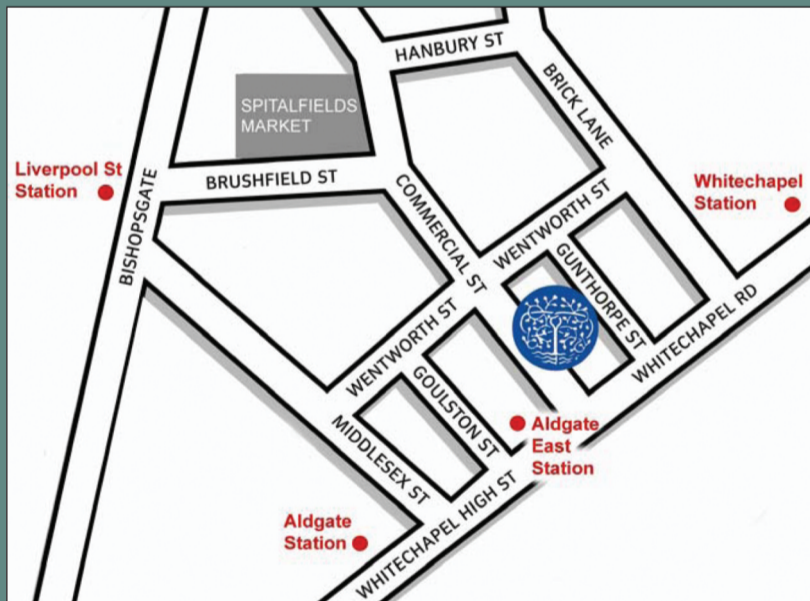 HANBURY ST
BRICK LANE
SPITALFIELDS
MARKET
Liverpool St
Station
BRUSHFIELD ST
Whitechapel
Station
BISHOPSGATE
COMMERCIAL ST
WENTWORTH ST
GUNTHORPE ST
WHITECHAPEL RD
WENTWORTH ST
GOULSTON ST
MIDDLESEX ST
Aldgate
East
Station
WHITECHAPEL HIGH ST
Aldgate
Station